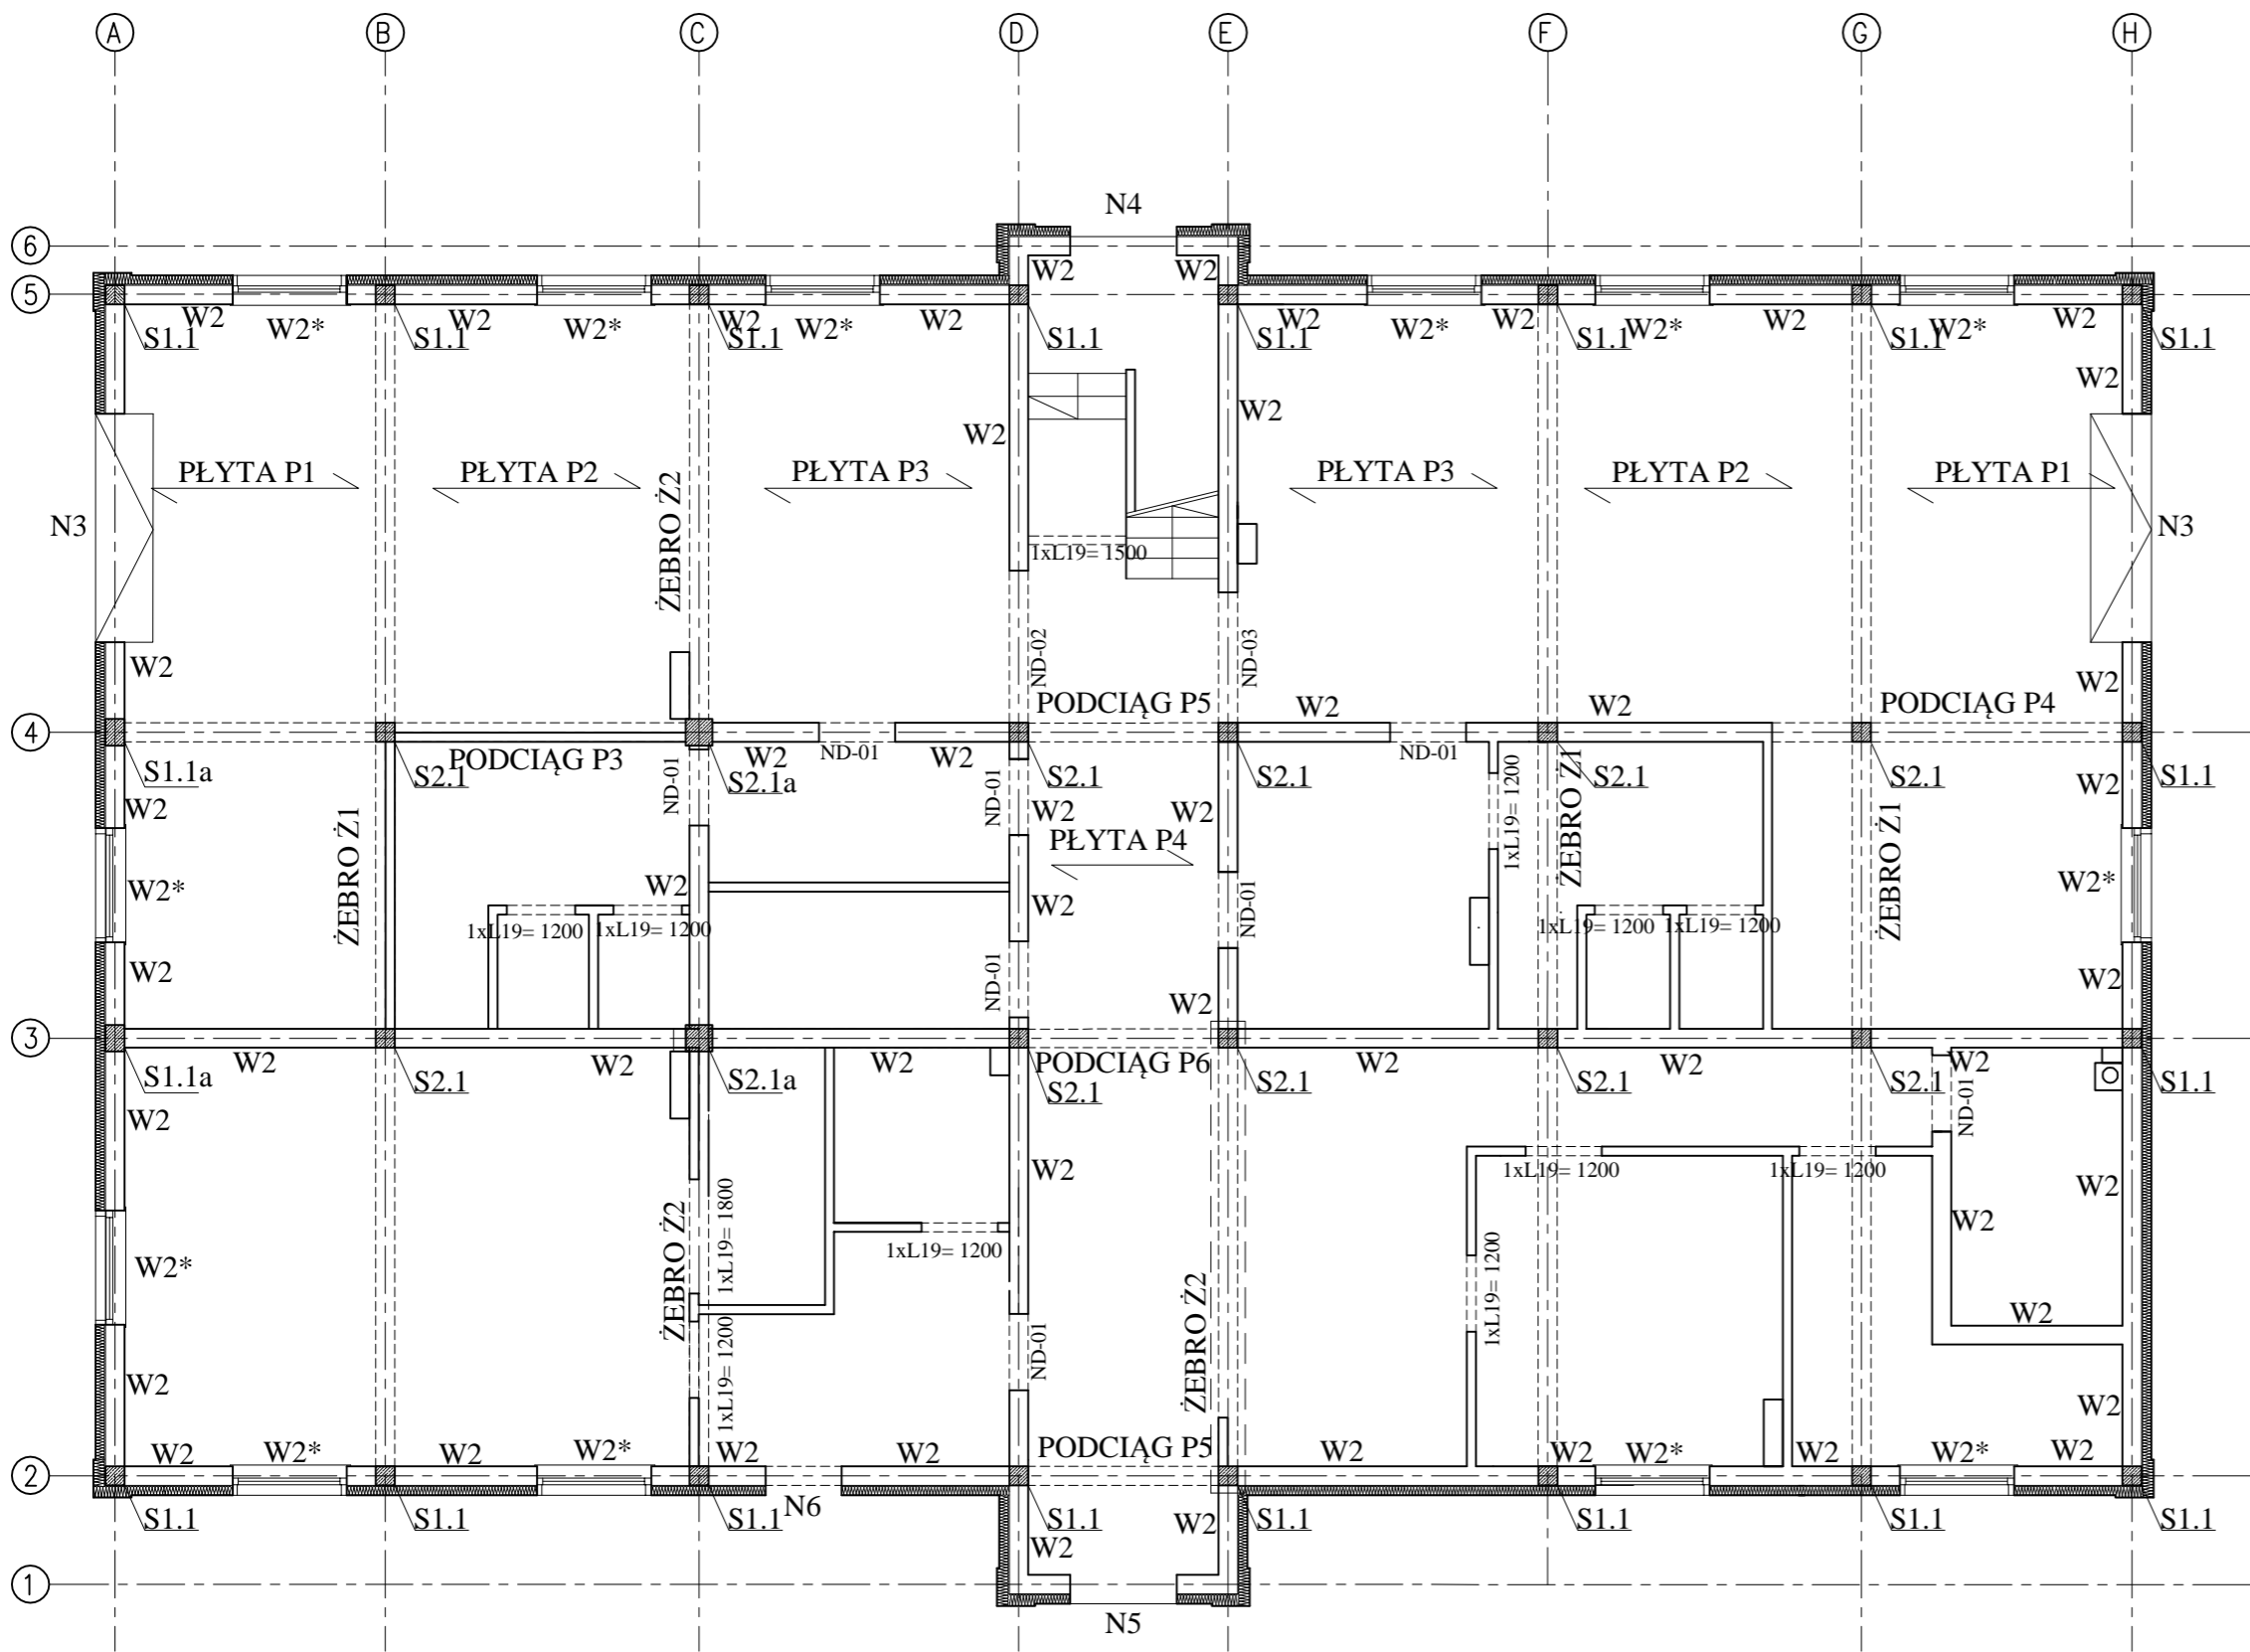 A B C D E F G H
N4
6
W2 W2
5
W2 W2* W2 W2* W2 W2* W2 W2 W2* W2 W2* W2 W2* W2
S1.1 S1.1 S1.1 S1.1 S1.1 S1.1 S1.1 S1.1
W2
W2 W2
PŁYTA P1 PŁYTA P2 PŁYTA P3 PŁYTA P3 PŁYTA P2 PŁYTA P1
N3 ŻEBRO Ż2 N3
1xL19= 1500
W2 ND-02 ND-03 W2
PODCIĄG P5 W2 W2 PODCIĄG P4
4
PODCIĄG P3 W2 ND-01 W2 ND-01
S1.1a S2.1 S2.1a S2.1 S2.1 S2.1 S2.1 S1.1
ND-01 ND-01 1xL19= 1200 ŻEBRO Ż1
W2 W2 W2 W2
ŻEBRO Ż1 PŁYTA P4 ŻEBRO Ż1
W2* W2 W2 ND-01 W2*
1xL19= 1200 1xL19= 1200 1xL19= 1200 1xL19= 1200
W2 ND-01 W2 W2
3
W2 W2 W2 PODCIĄG P6 W2 W2 W2
S1.1a S2.1 S2.1a S2.1 S2.1 S2.1 S2.1 S1.1
W2 ND-01
W2 1xL19= 1200 1xL19= 1200 W2
W2
ŻEBRO Ż2 1xL19= 1800
W2* 1xL19= 1200 1xL19= 1200
ŻEBRO Ż2 W2
1xL19= 1200 ND-01
W2 W2
W2 W2* W2 W2* W2 W2 PODCIĄG P5 W2 W2 W2* W2 W2* W2
2
N6
S1.1 S1.1 S1.1 S1.1 S1.1 S1.1 S1.1 S1.1
W2
W2
1
N5